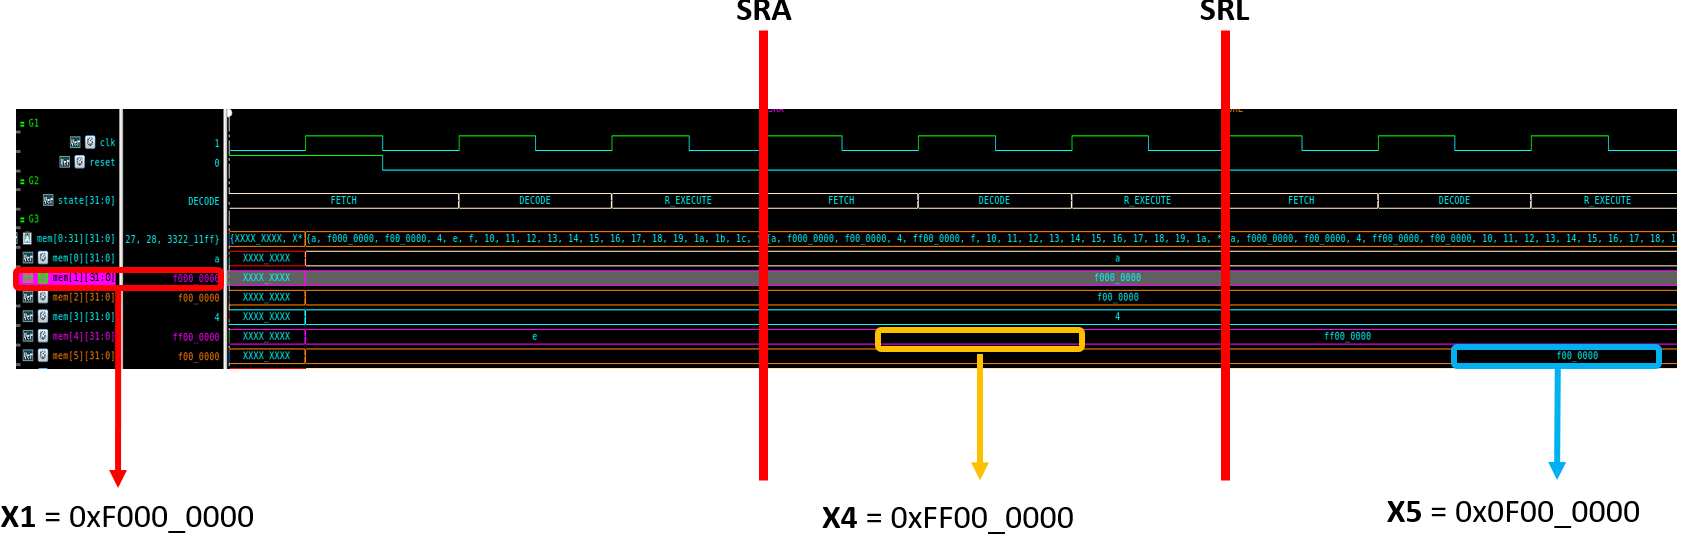 SRA SRL
G1
clk 1
reset 0
G2
state[31:0] DECODE FETCH DECODE R_EXECUTE FETCH DECODE R_EXECUTE FETCH DECODE R_EXECUTE
G3
mem[0:31][31:0] 27, 28, 3322_11ff} {XXXX_XXXX, X* {a, f000_0000, f00_0000, 4, e, f, 10, 11, 12, 13, 14, 15, 16, 17, 18, 19, 1a, 1b, 1c, {a, f000_0000, f00_0000, 4, ff00_0000, f, 10, 11, 12, 13, 14, 15, 16, 17, 18, 19, 1a, * a, f000_0000, f00_0000, 4, ff00_0000, f00_0000, 10, 11, 12, 13, 14, 15, 16, 17, 18, 1
mem[0][31:0] a XXXX_XXXX a
mem[1][31:0] f000_0000 XXXX_XXXX f000_0000
mem[2][31:0] f00_0000 XXXX_XXXX f00_0000
mem[3][31:0] 4 XXXX_XXXX 4
mem[4][31:0] ff00_0000 XXXX_XXXX e ff00_0000
mem[5][31:0] f00_0000 XXXX_XXXX f00_0000
X1 = 0xF000_0000 X4 = 0xFF00_0000 X5 = 0x0F00_0000